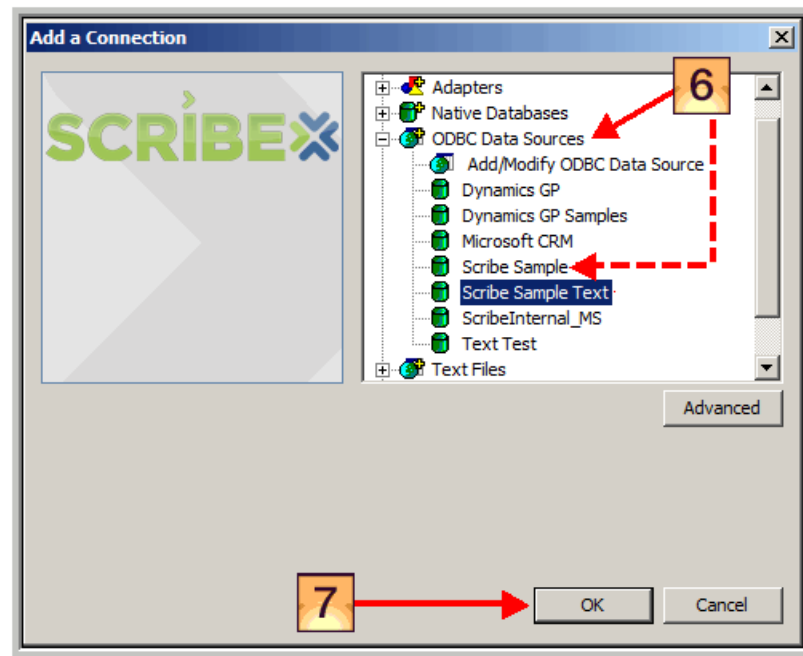 Add a Connection
SCRIBE
Adapters
6
Native Databases
ODBC Data Sources
Add/Modify ODBC Data Source
Dynamics GP
Dynamics GP Samples
Microsoft CRM
Scribe Sample
Scribe Sample Text
ScribeInternal_MS
Text Test
Text Files
Advanced
7
OK
Cancel